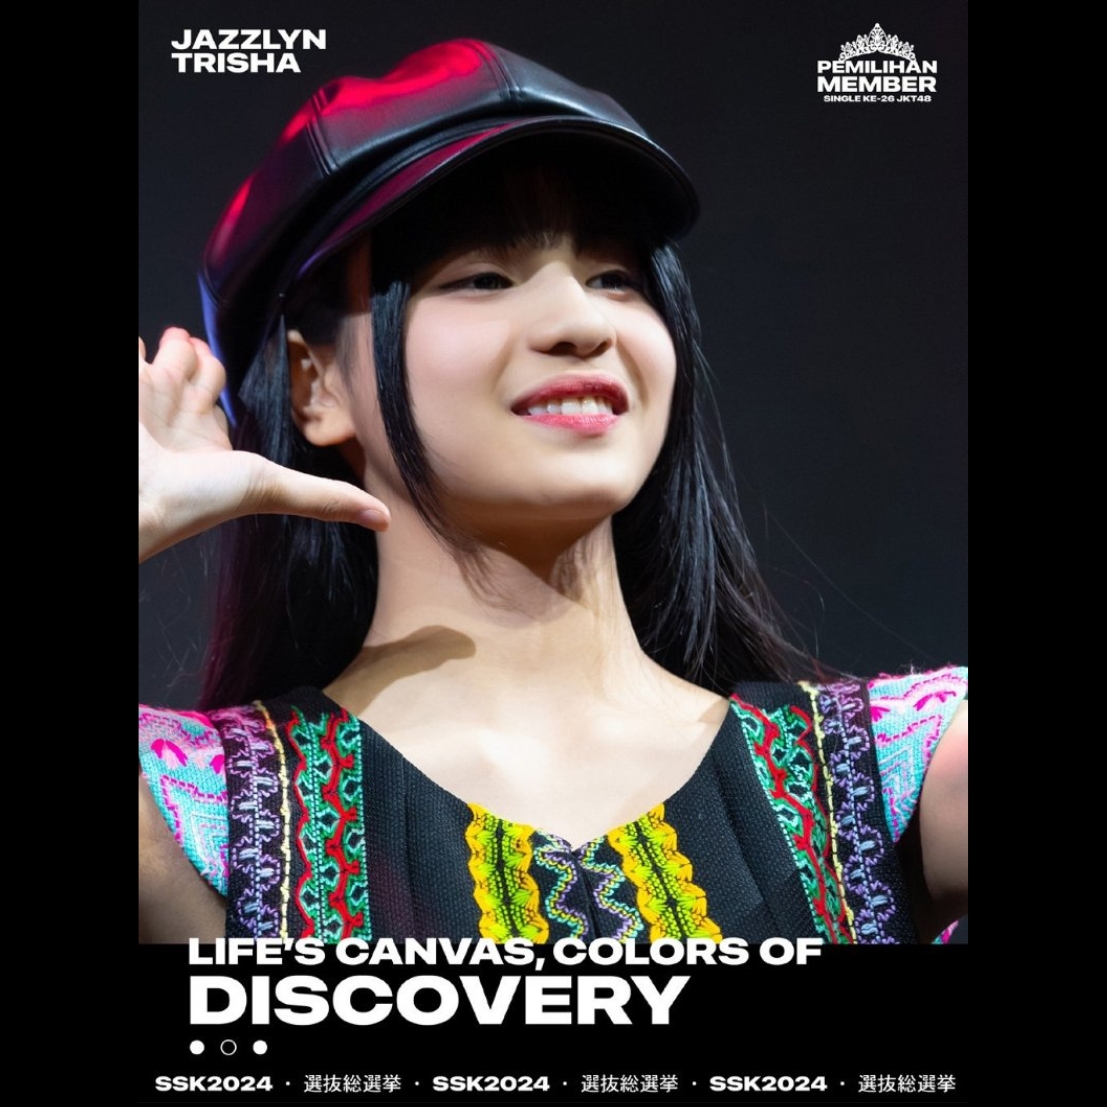 JAZZLYN
TRISHA
PEMILIHAN
MEMBER
SINGLE KE-26 JKT48
LIFE'S CANVAS, COLORS OF
DISCOVERY
SSK2024 · 選抜総選挙 · SSK2024 · 選抜総選挙 · SSK2024 · 選抜総選挙